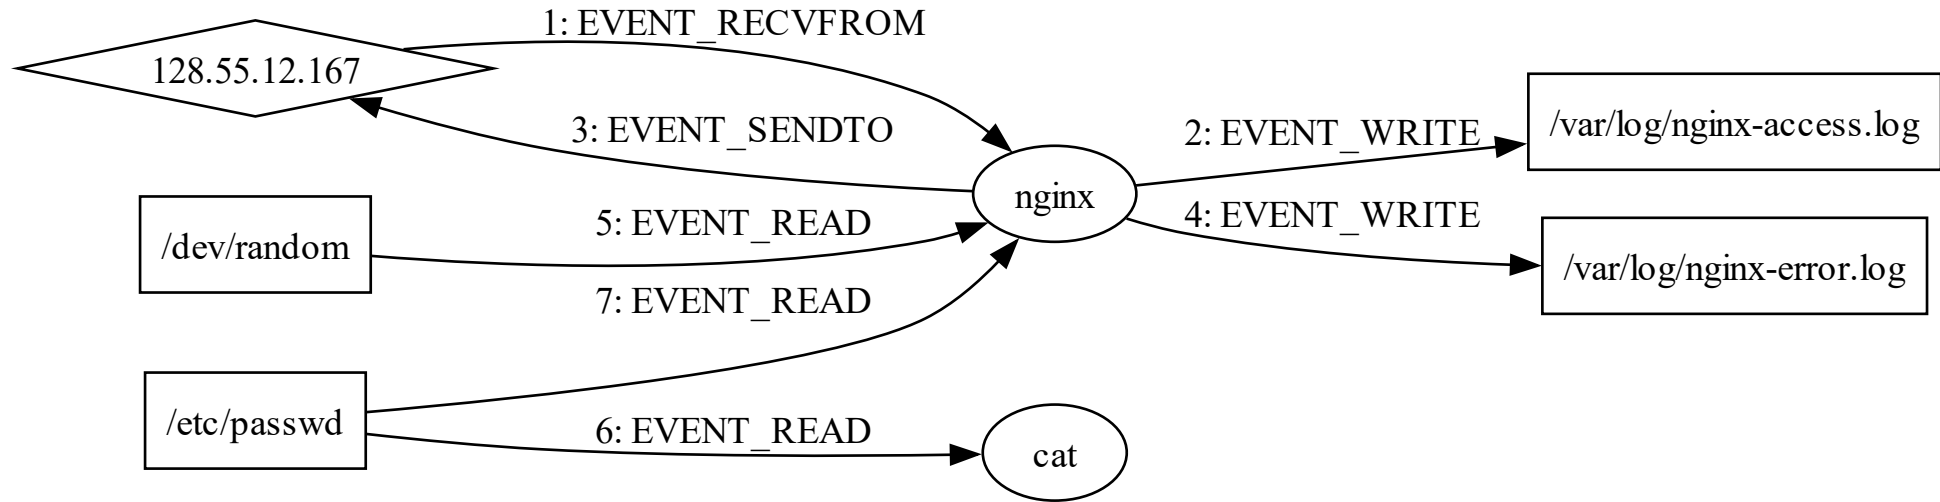 1: EVENT_RECVFROM
128.55.12.167
3: EVENT_SENDTO
2: EVENT_WRITE
/var/log/nginx-access.log
nginx
/dev/random
5: EVENT_READ
4: EVENT_WRITE
/var/log/nginx-error.log
7: EVENT_READ
/etc/passwd
6: EVENT_READ
cat